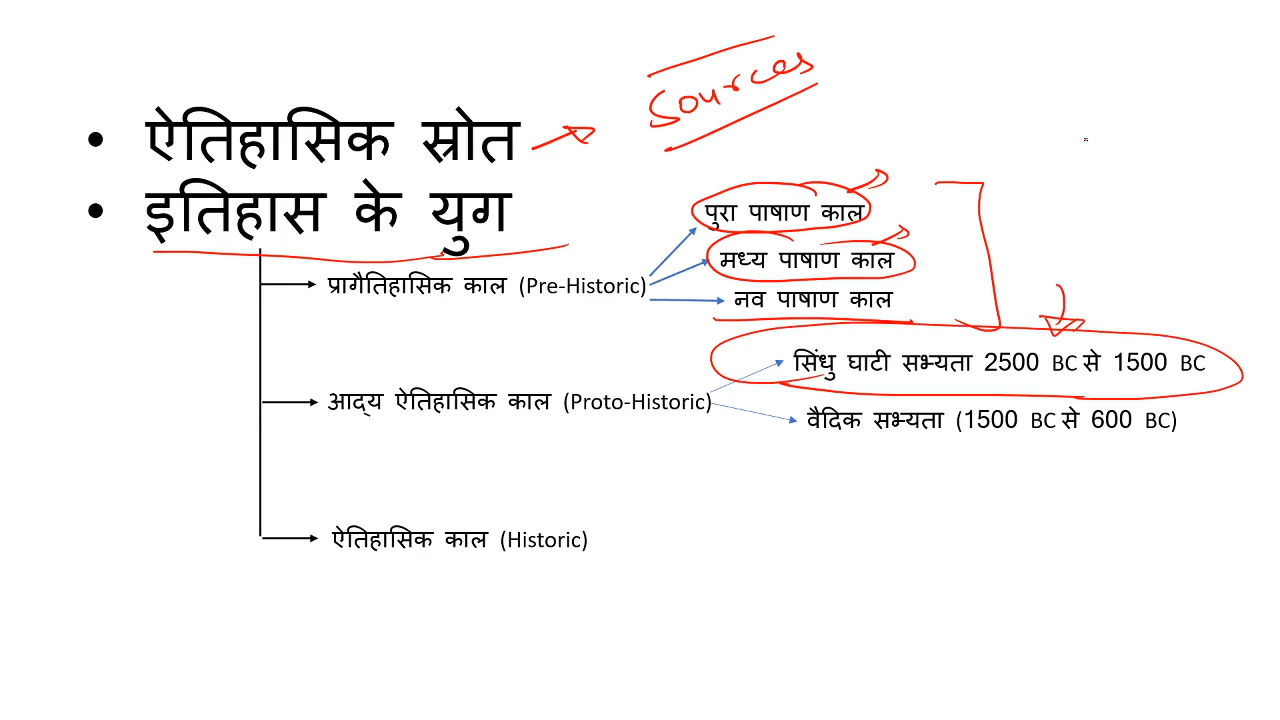 Sources
• ऐतिहासिक स्रोत
• इतिहास के युग
पुरा पाषाण काल
मध्य पाषाण काल
प्रागैतिहासिक काल (Pre-Historic)
नव पाषाण काल
सिंधु घाटी सभ्यता 2500 BC से 1500 BC
आद्य ऐतिहासिक काल (Proto-Historic)
वैदिक सभ्यता (1500 BC से 600 BC)
ऐतिहासिक काल (Historic)